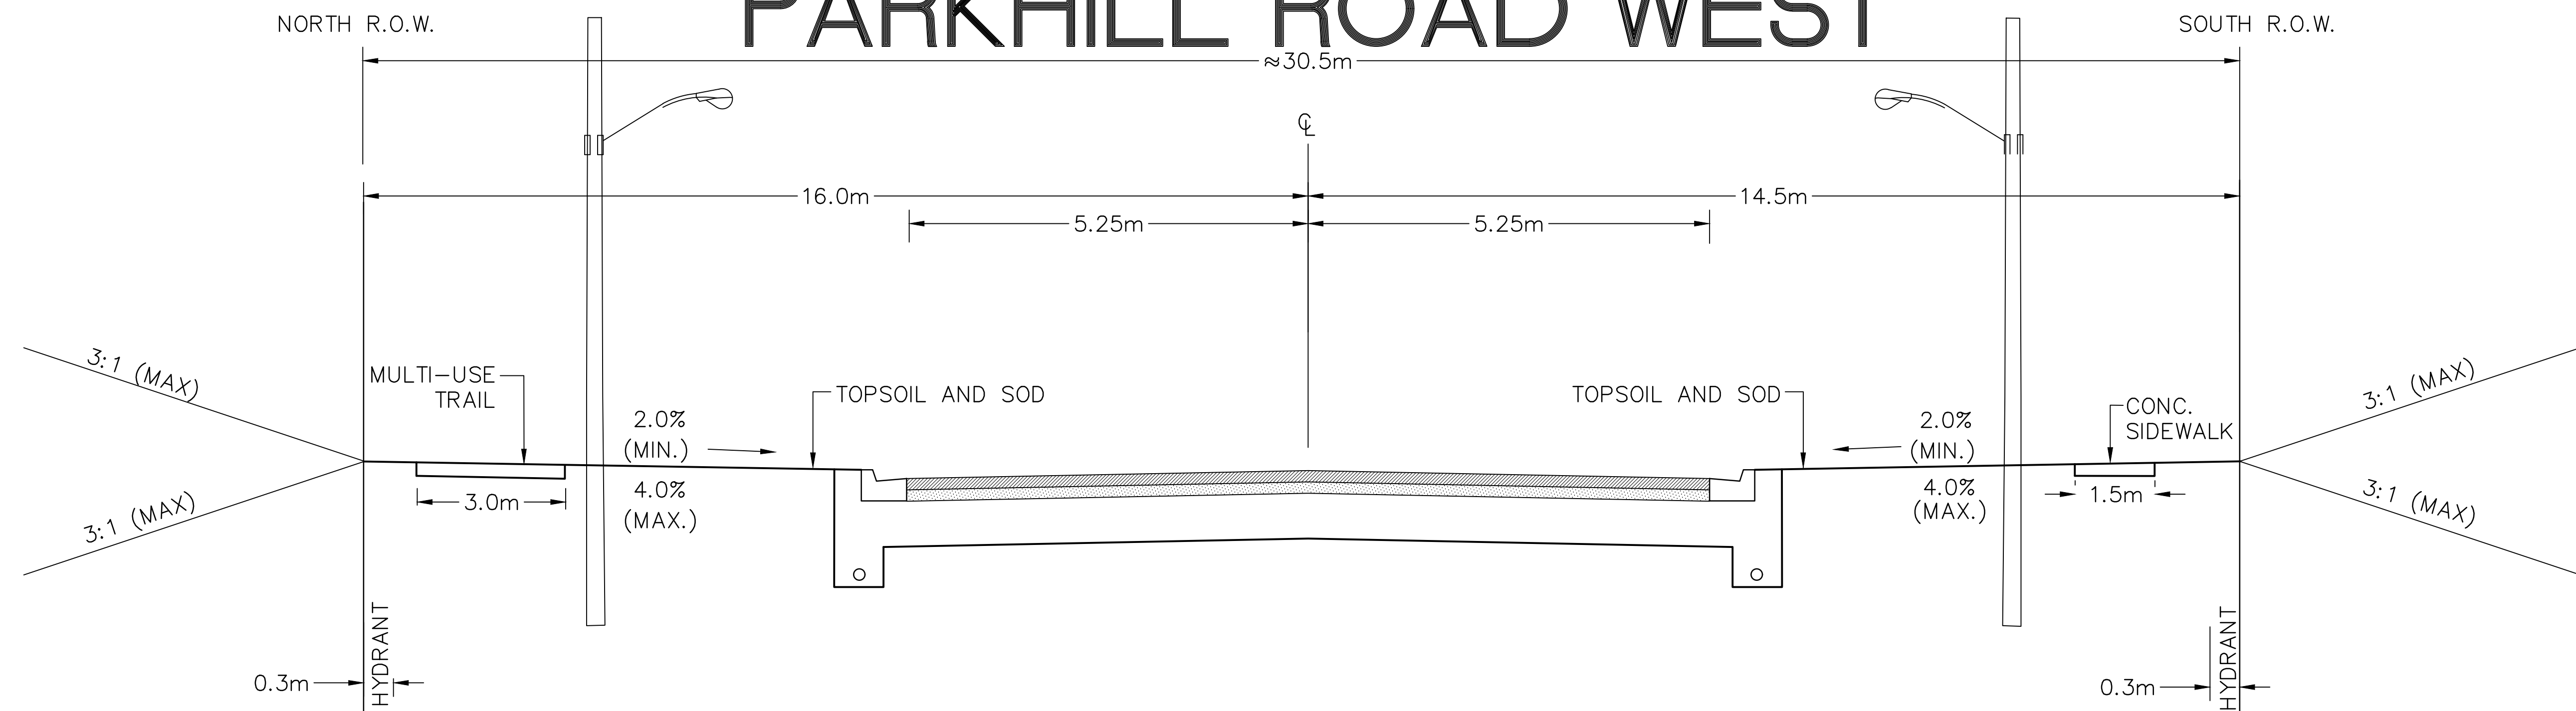 PARKHILL ROAD WEST
NORTH R.O.W.
SOUTH R.O.W.
≈30.5m
℄
16.0m
14.5m
5.25m
5.25m
3:1 (MAX)
3:1 (MAX)
MULTI-USE
TRAIL
TOPSOIL AND SOD
TOPSOIL AND SOD
CONC.
SIDEWALK
2.0%
(MIN.)
4.0%
(MAX.)
2.0%
(MIN.)
4.0%
(MAX.)
3.0m
1.5m
3:1 (MAX)
3:1 (MAX)
HYDRANT
HYDRANT
0.3m
0.3m